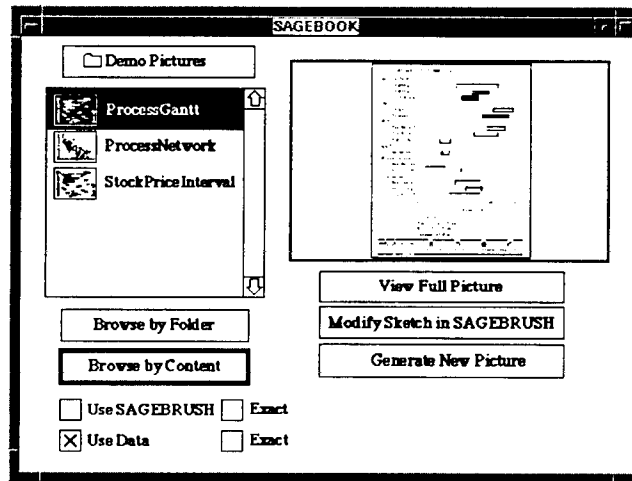 SAGEBOOK
Demo Pictures
ProcessGantt
ProcessNetwork
StockPriceInterval
View Full Picture
Browse by Folder
Modify Sketch in SAGEBRUSH
Browse by Content
Generate New Picture
Use SAGEBRUSH
Exact
Use Data
Exact